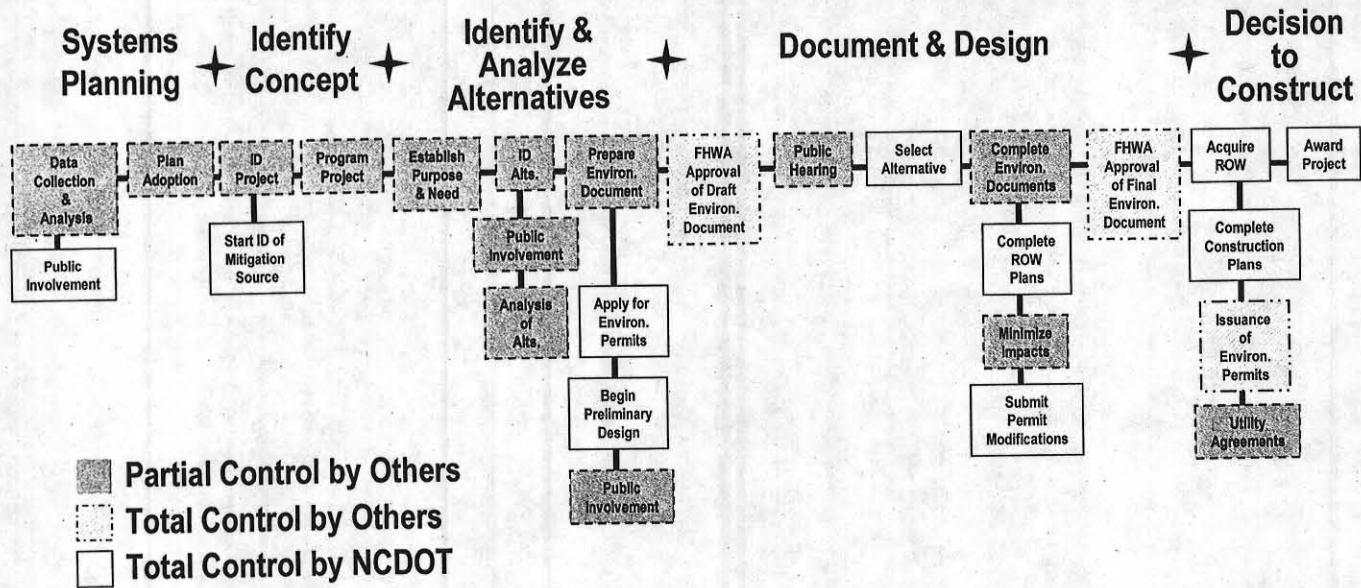 Systems
Planning
Identify
Concept
Identify &
Analyze
Alternatives
Document & Design
Decision
to
Construct
Data
Collection
&
Analysis
Plan
Adoption
ID
Project
Program
Project
Establish
Purpose
& Need
ID
Alts.
Prepare
Environ.
Document
FHWA
Approval
of Draft
Environ.
Document
Public
Hearing
Select
Alternative
Complete
Environ.
Documents
FHWA
Approval
of Final
Environ.
Document
Acquire
ROW
Award
Project
Public
Involvement
Start ID of
Mitigation
Source
Public
Involvement
Analysis
of
Alts.
Apply for
Environ.
Permits
Begin
Preliminary
Design
Public
Involvement
Complete
ROW
Plans
Minimize
Impacts
Submit
Permit
Modifications
Complete
Construction
Plans
Issuance
of
Environ.
Permits
Utility
Agreements
Partial Control by Others
Total Control by Others
Total Control by NCDOT